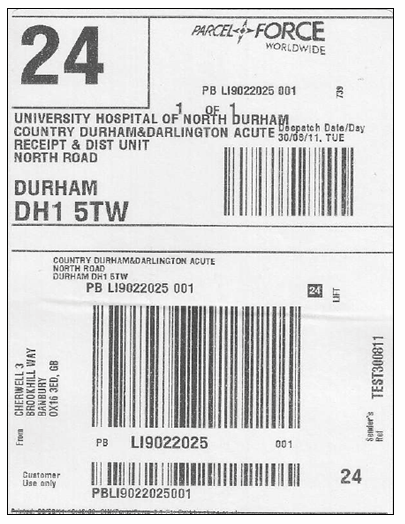 24
PARCEL FORCE
WORLDWIDE
PB LI9022025 001
1 OF 1
UNIVERSITY HOSPITAL OF NORTH DURHAM
COUNTRY DURHAM&DARLINGTON ACUTE
RECEIPT & DIST UNIT
NORTH ROAD
Despatch Date/Day
30/08/11, TUE
DURHAM
DH1 5TW
COUNTRY DURHAM&DARLINGTON ACUTE
NORTH ROAD
DURHAM DH1 5TW
PB LI9022025 001
24
LIFT
From
CHERWELL 3
BROOKHILL WAY
BANBURY
OX16 3ED, GB
Sender's
Ref
TEST300811
PB LI9022025 001
Customer
Use only
24
PBLI9022025001